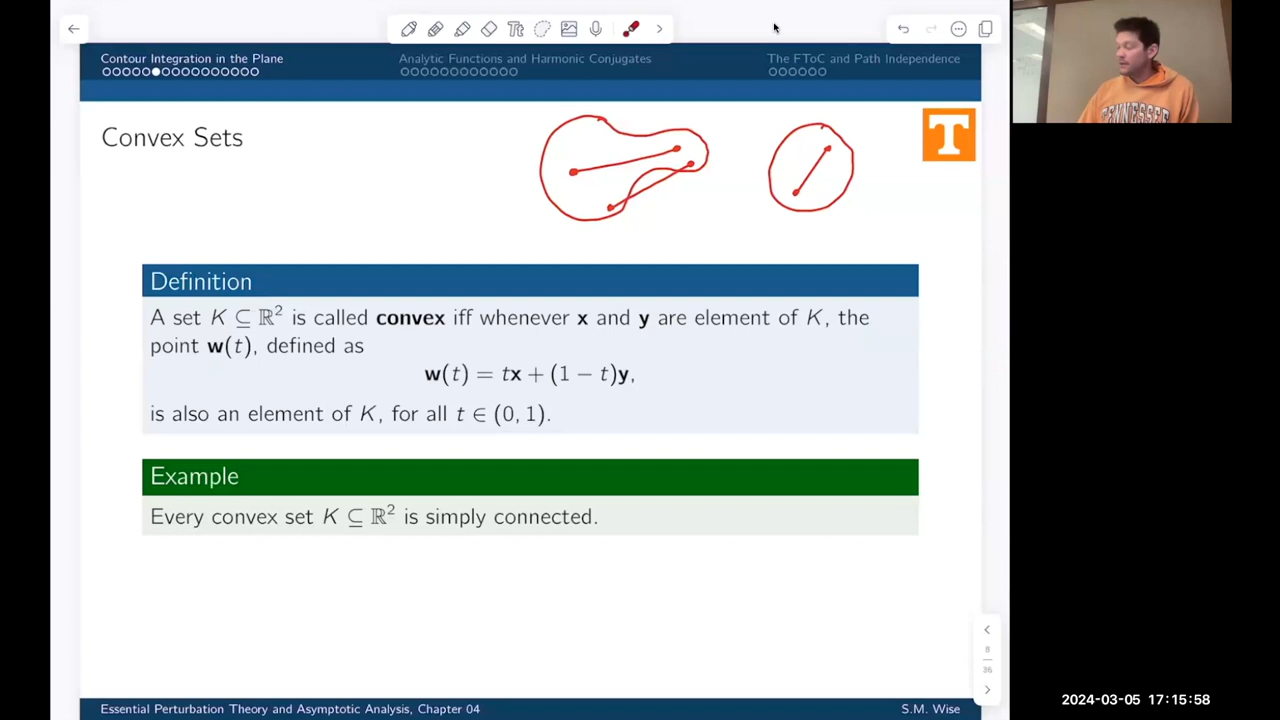 Contour Integration in the Plane
Analytic Functions and Harmonic Conjugates
The FToC and Path Independence
Convex Sets
T
Definition
A set K ⊆ ℝ² is called convex iff whenever x and y are element of K, the
point w(t), defined as
w(t) = tx + (1 − t)y,
is also an element of K, for all t ∈ (0, 1).
Example
Every convex set K ⊆ ℝ² is simply connected.
8
36
Essential Perturbation Theory and Asymptotic Analysis, Chapter 04
S.M. Wise
TENNESSEE
2024-03-05 17:15:58